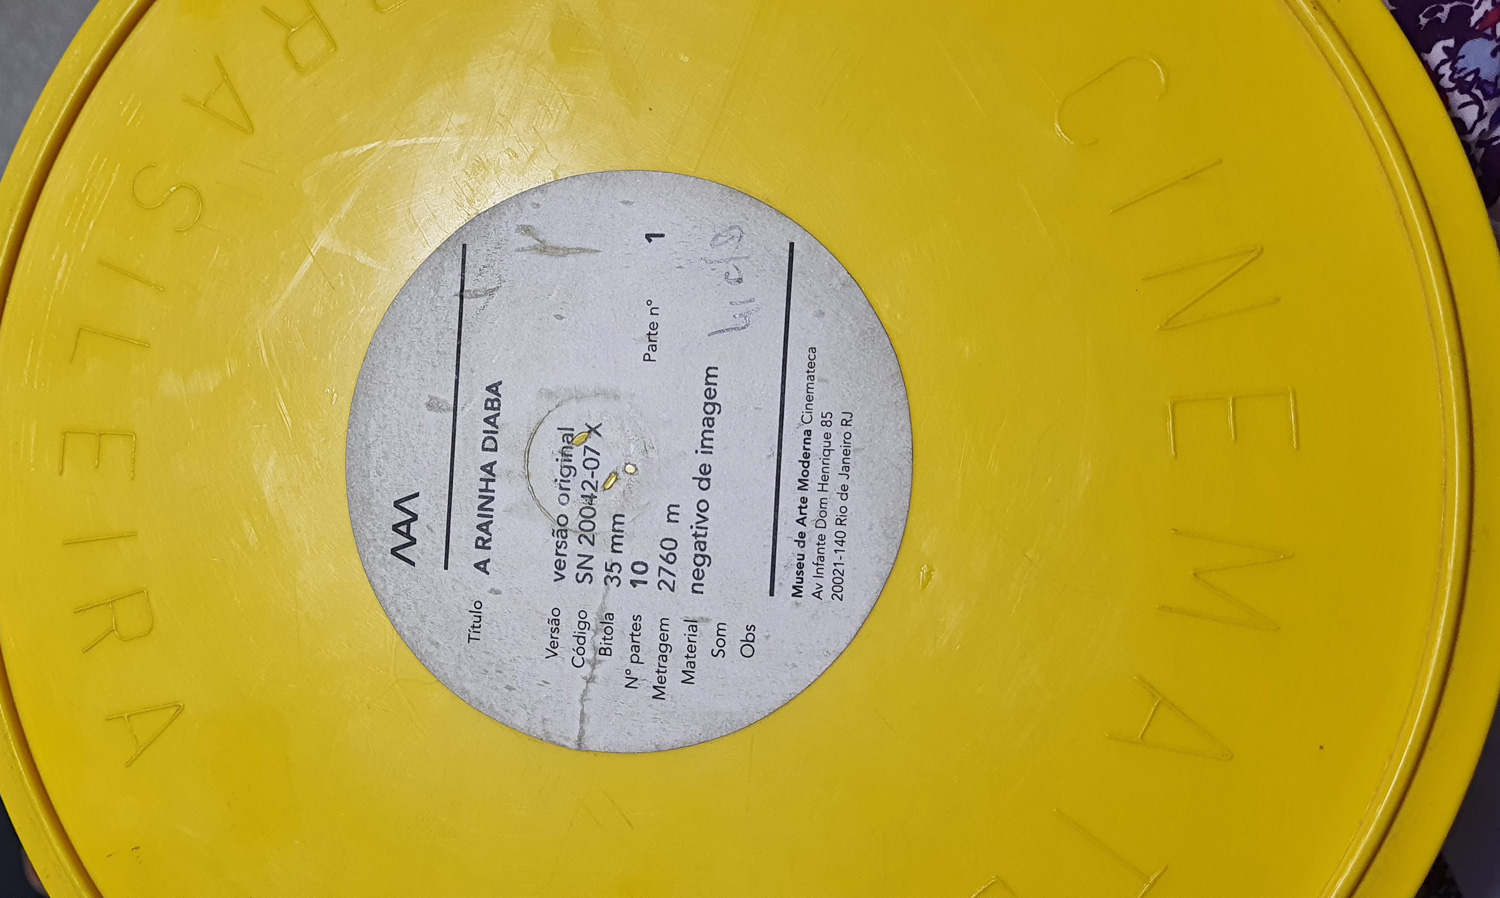 CINEMAT
BRASILEIRA
MAM
Título A RAINHA DIABA
Versão versão original
Código SN 20042-07 X
Bitola 35 mm
Nº partes 10 Parte nº 1
Metragem 2760 m
Material negativo de imagem
Som
Obs
Museu de Arte Moderna Cinemateca
Av Infante Dom Henrique 85
20021-140 Rio de Janeiro RJ